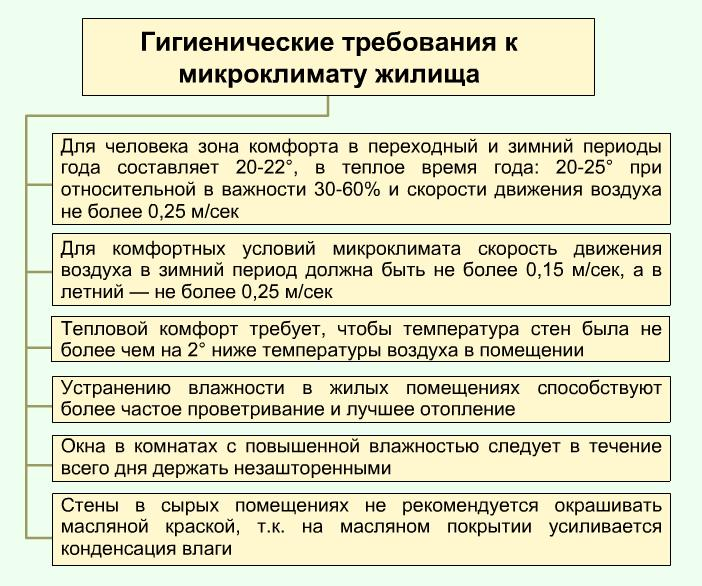 Гигиенические требования к
микроклимату жилища
Для человека зона комфорта в переходный и зимний периоды
года составляет 20-22°, в теплое время года: 20-25° при
относительной в важности 30-60% и скорости движения воздуха
не более 0,25 м/сек
Для комфортных условий микроклимата скорость движения
воздуха в зимний период должна быть не более 0,15 м/сек, а в
летний — не более 0,25 м/сек
Тепловой комфорт требует, чтобы температура стен была не
более чем на 2° ниже температуры воздуха в помещении
Устранению влажности в жилых помещениях способствуют
более частое проветривание и лучшее отопление
Окна в комнатах с повышенной влажностью следует в течение
всего дня держать незашторенными
Стены в сырых помещениях не рекомендуется окрашивать
масляной краской, т.к. на масляном покрытии усиливается
конденсация влаги